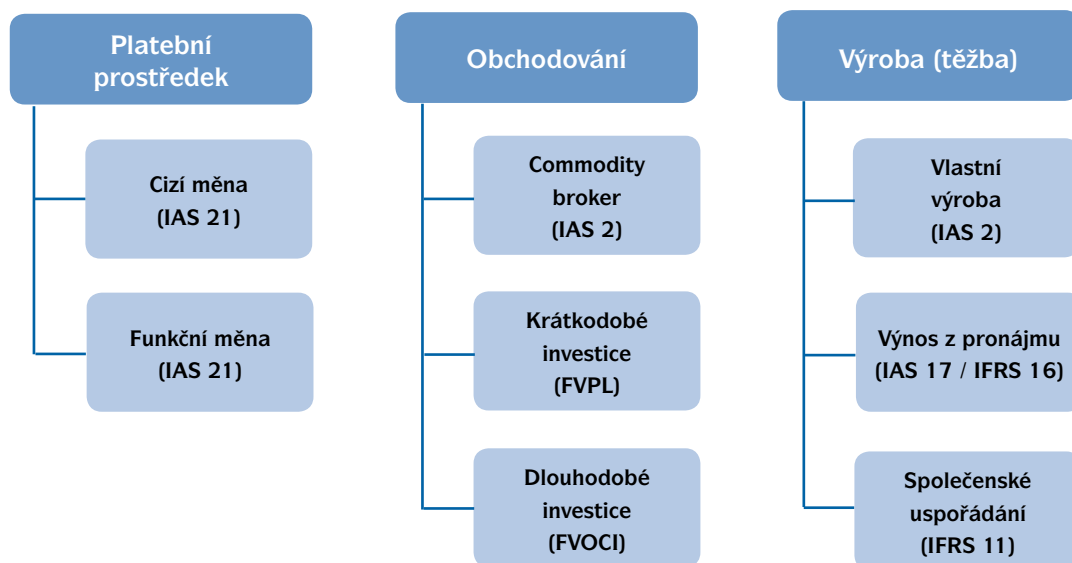 Platební
prostředek
Cizí měna
(IAS 21)
Funkční měna
(IAS 21)
Obchodování
Commodity
broker
(IAS 2)
Krátkodobé
investice
(FVPL)
Dlouhodobé
investice
(FVOCI)
Výroba (těžba)
Vlastní
výroba
(IAS 2)
Výnos z pronájmu
(IAS 17 / IFRS 16)
Společenské
uspořádání
(IFRS 11)